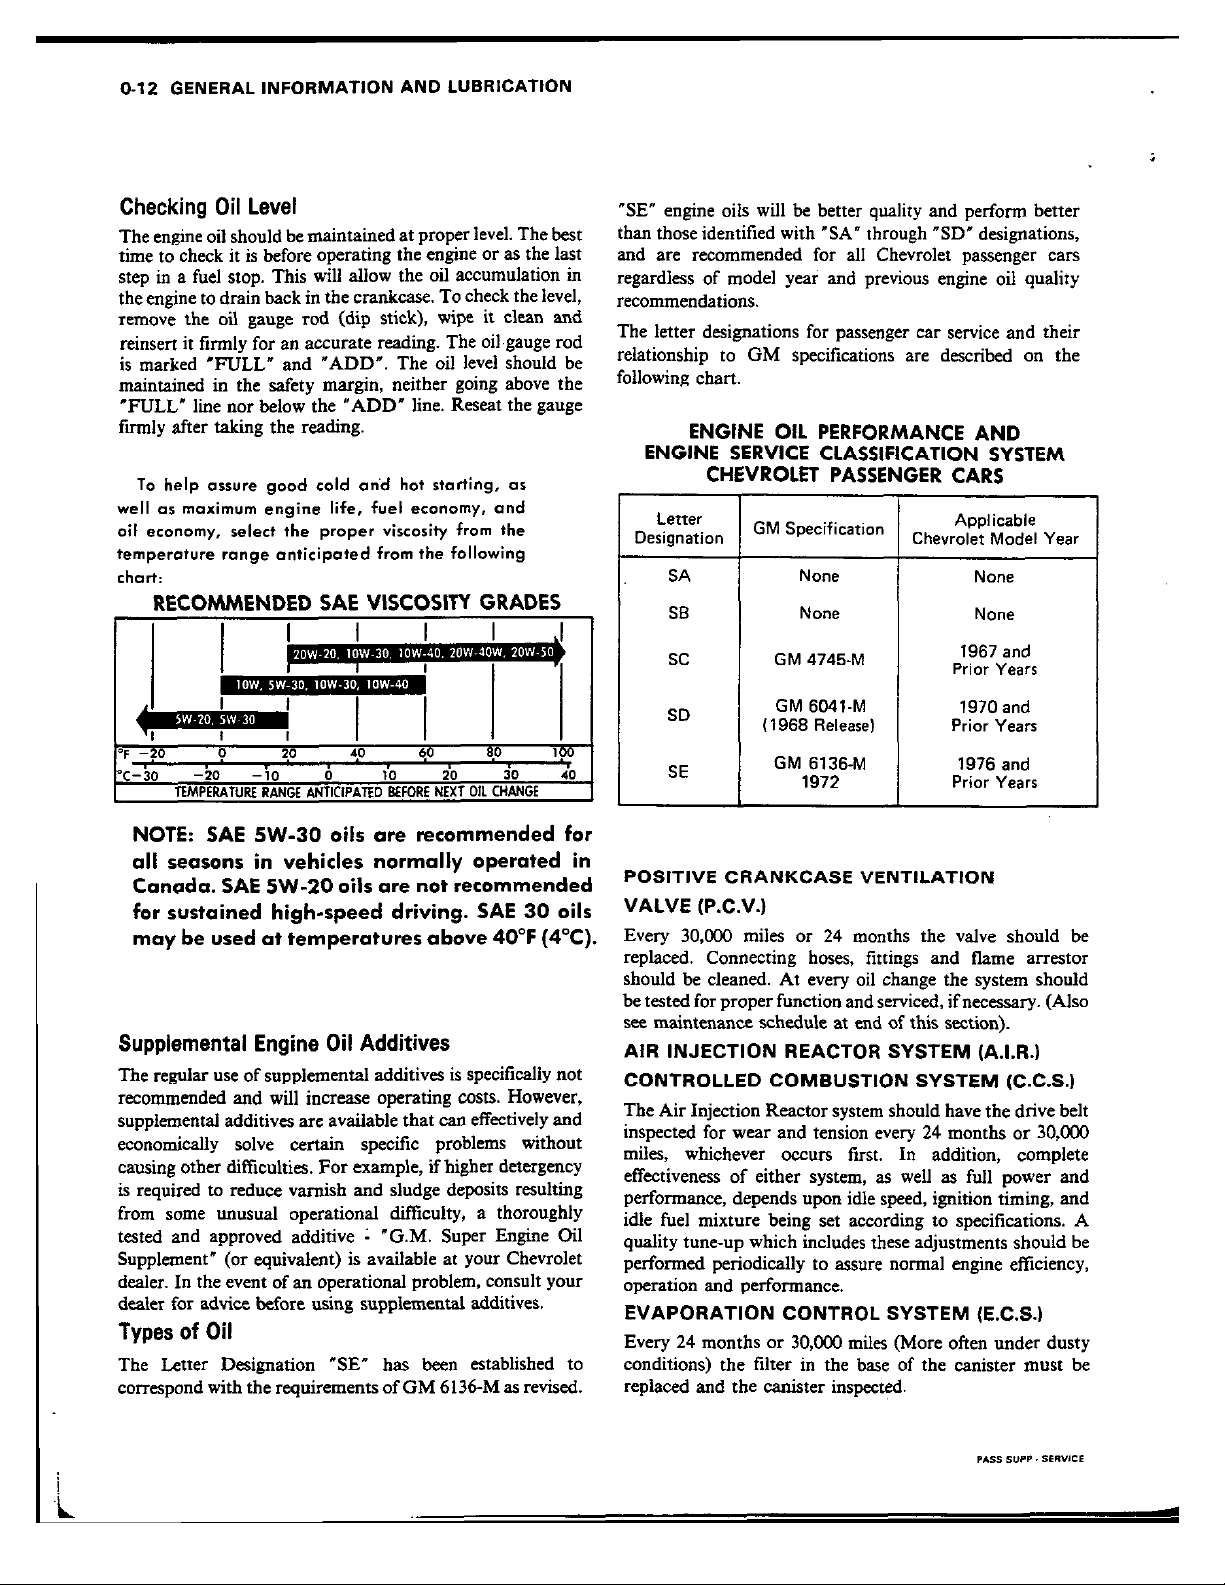 0-12 GENERAL INFORMATION AND LUBRICATION
Checking Oil Level
The engine oil should be maintained at proper level. The best
time to check it is before operating the engine or as the last
step in a fuel stop. This will allow the oil accumulation in
the engine to drain back in the crankcase. To check the level,
remove the oil gauge rod (dip stick), wipe it clean and
reinsert it firmly for an accurate reading. The oil gauge rod
is marked "FULL" and "ADD". The oil level should be
maintained in the safety margin, neither going above the
"FULL" line nor below the "ADD" line. Reseat the gauge
firmly after taking the reading.
To help assure good cold and hot starting, as
well as maximum engine life, fuel economy, and
oil economy, select the proper viscosity from the
temperature range anticipated from the following
chart:
RECOMMENDED SAE VISCOSITY GRADES
20W-20, 10W-30, 10W-40, 20W-40W, 20W-50
10W, 5W-30, 10W-30, 10W-40
5W-20, 5W-30
°F -20 0 20 40 60 80 100
°C-30 -20 -10 0 10 20 30 40
TEMPERATURE RANGE ANTICIPATED BEFORE NEXT OIL CHANGE
NOTE: SAE 5W-30 oils are recommended for
all seasons in vehicles normally operated in
Canada. SAE 5W-20 oils are not recommended
for sustained high-speed driving. SAE 30 oils
may be used at temperatures above 40°F (4°C).
Supplemental Engine Oil Additives
The regular use of supplemental additives is specifically not
recommended and will increase operating costs. However,
supplemental additives are available that can effectively and
economically solve certain specific problems without
causing other difficulties. For example, if higher detergency
is required to reduce varnish and sludge deposits resulting
from some unusual operational difficulty, a thoroughly
tested and approved additive - "G.M. Super Engine Oil
Supplement" (or equivalent) is available at your Chevrolet
dealer. In the event of an operational problem, consult your
dealer for advice before using supplemental additives.
Types of Oil
The Letter Designation "SE" has been established to
correspond with the requirements of GM 6136-M as revised.
"SE" engine oils will be better quality and perform better
than those identified with "SA" through "SD" designations,
and are recommended for all Chevrolet passenger cars
regardless of model year and previous engine oil quality
recommendations.
The letter designations for passenger car service and their
relationship to GM specifications are described on the
following chart.
ENGINE OIL PERFORMANCE AND
ENGINE SERVICE CLASSIFICATION SYSTEM
CHEVROLET PASSENGER CARS
Letter Designation GM Specification Applicable Chevrolet Model Year
SA None None
SB None None
SC GM 4745-M 1967 and Prior Years
SD GM 6041-M (1968 Release) 1970 and Prior Years
SE GM 6136-M 1972 1976 and Prior Years
POSITIVE CRANKCASE VENTILATION
VALVE (P.C.V.)
Every 30,000 miles or 24 months the valve should be
replaced. Connecting hoses, fittings and flame arrestor
should be cleaned. At every oil change the system should
be tested for proper function and serviced, if necessary. (Also
see maintenance schedule at end of this section).
AIR INJECTION REACTOR SYSTEM (A.I.R.)
CONTROLLED COMBUSTION SYSTEM (C.C.S.)
The Air Injection Reactor system should have the drive belt
inspected for wear and tension every 24 months or 30,000
miles, whichever occurs first. In addition, complete
effectiveness of either system, as well as full power and
performance, depends upon idle speed, ignition timing, and
idle fuel mixture being set according to specifications. A
quality tune-up which includes these adjustments should be
performed periodically to assure normal engine efficiency,
operation and performance.
EVAPORATION CONTROL SYSTEM (E.C.S.)
Every 24 months or 30,000 miles (More often under dusty
conditions) the filter in the base of the canister must be
replaced and the canister inspected.
PASS SUPP - SERVICE